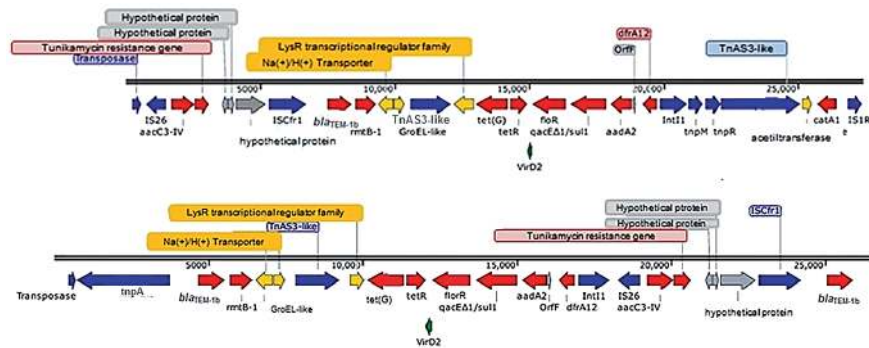 Hypothetical protein
Hypothetical protein
LysR transcriptional regulator family
dfrA12
Tunikamycin resistance gene
Transposase
Na(+)/H(+) Transporter
OrfF
TnAS3-like
5000
10,000
15,000
20,000
25,000
IS26
aacC3-IV
hypothetical protein
ISCfr1
blaTEM-1b
rmtB-1
TnAS3-like
GroEL-like
tet(G)
tetR
floR
qacEΔ1/sul1
aadA2
IntI1
tnpM
tnpR
acetiltransferase
catA1
e
IS1R
VirD2
LysR transcriptional regulator family
Hypothetical ptrotein
ISCfr1
TnAS3-like
Hypothetical protein
Na(+)/H(+) Transporter
Tunikamycin resistance gene
5000
10,000
15,000
20,000
25,000
Transposase
tnpA
blaTEM-1b
rmtB-1
GroEL-like
tet(G)
tetR
florR
qacEΔ1/sul1
aadA2
OrfF
dfrA12
IntI1
IS26
aacC3-IV
hypothetical protein
blaTEM-1b
VirD2